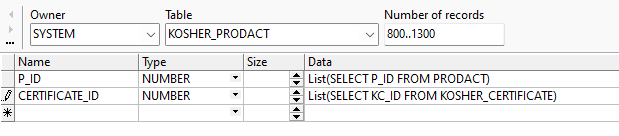 Owner Table Number of records
SYSTEM KOSHER_PRODACT 800..1300
Name Type Size Data
P_ID NUMBER List(SELECT P_ID FROM PRODACT)
CERTIFICATE_ID NUMBER List(SELECT KC_ID FROM KOSHER_CERTIFICATE)